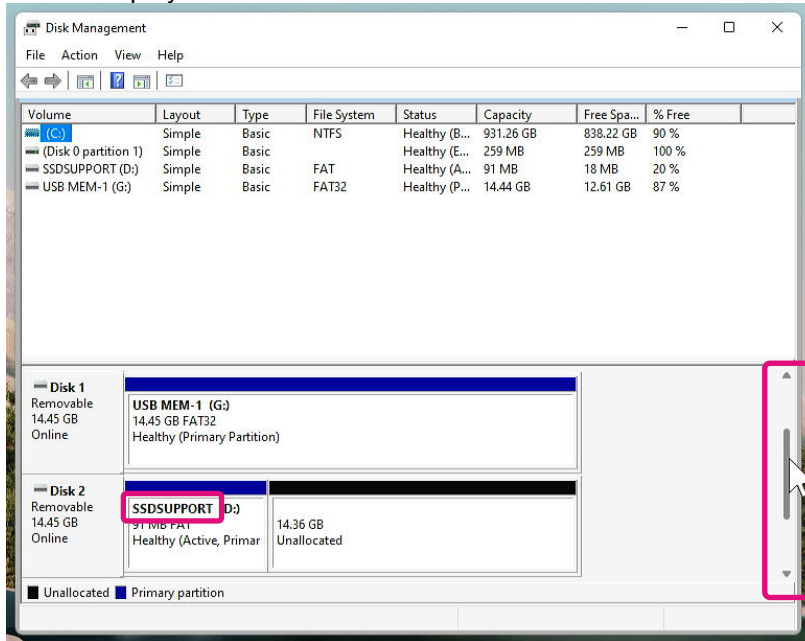 Disk Management
File Action View Help
Volume Layout Type File System Status Capacity Free Spa... % Free
(C:) Simple Basic NTFS Healthy (B... 931.26 GB 838.22 GB 90 %
(Disk 0 partition 1) Simple Basic Healthy (E... 259 MB 259 MB 100 %
SSDSUPPORT (D:) Simple Basic FAT Healthy (A... 91 MB 18 MB 20 %
USB MEM-1 (G:) Simple Basic FAT32 Healthy (P... 14.44 GB 12.61 GB 87 %
Disk 1
Removable
14.45 GB
Online
USB MEM-1 (G:)
14.45 GB FAT32
Healthy (Primary Partition)
Disk 2
Removable
14.45 GB
Online
SSDSUPPORT D:)
91 MB FAT
Healthy (Active, Primar
14.36 GB
Unallocated
Unallocated Primary partition